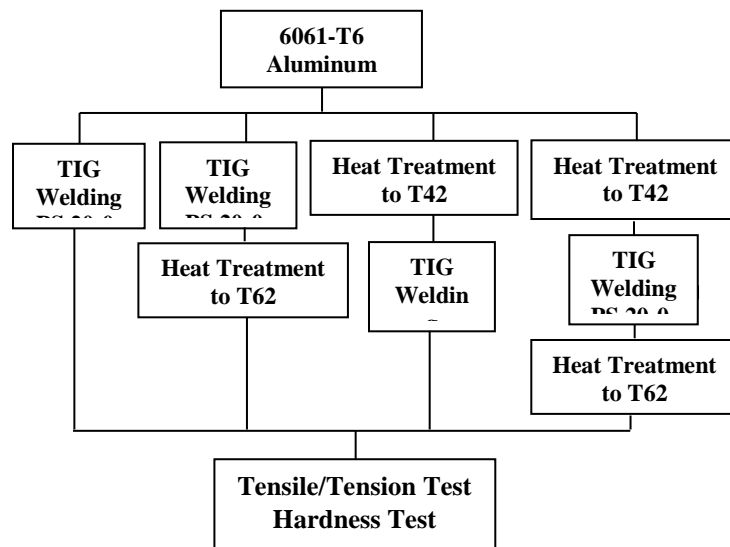 6061-T6
Aluminum
TIG
Welding
TIG
Welding
Heat Treatment
to T42
Heat Treatment
to T42
Heat Treatment
to T62
TIG
Weldin
TIG
Welding
Heat Treatment
to T62
Tensile/Tension Test
Hardness Test